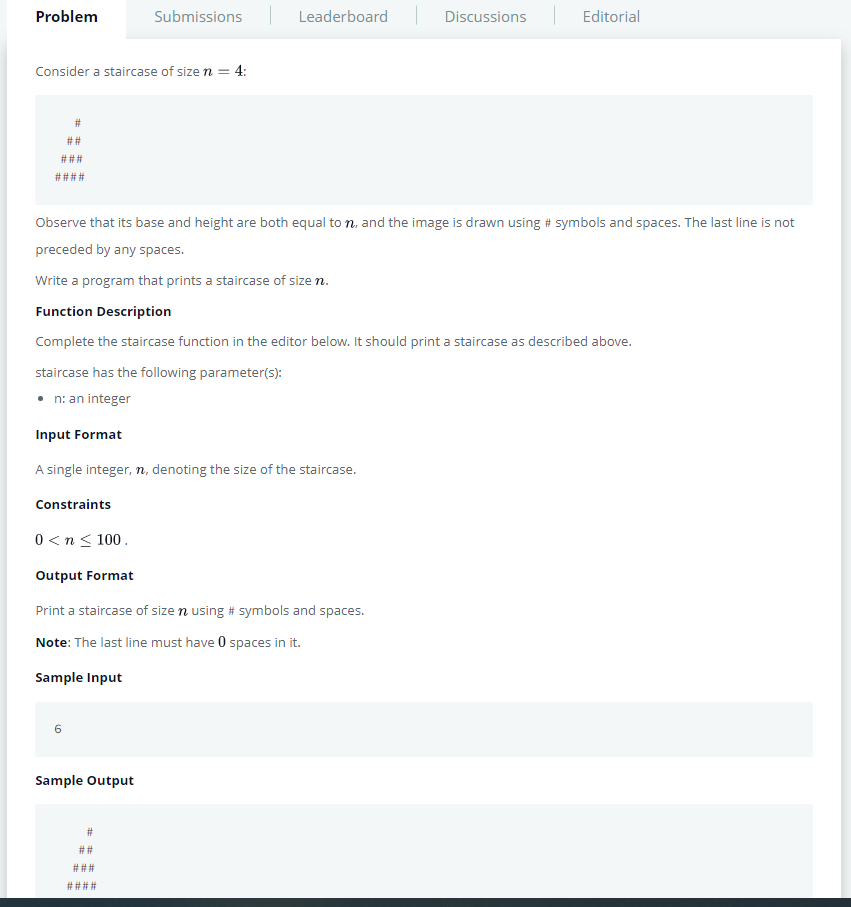 Problem Submissions Leaderboard Discussions Editorial
Consider a staircase of size n = 4:
   #
  ##
 ###
####
Observe that its base and height are both equal to n, and the image is drawn using # symbols and spaces. The last line is not
preceded by any spaces.
Write a program that prints a staircase of size n.
Function Description
Complete the staircase function in the editor below. It should print a staircase as described above.
staircase has the following parameter(s):
• n: an integer
Input Format
A single integer, n, denoting the size of the staircase.
Constraints
0 < n ≤ 100 .
Output Format
Print a staircase of size n using # symbols and spaces.
Note: The last line must have 0 spaces in it.
Sample Input
6
Sample Output
     #
    ##
   ###
  ####